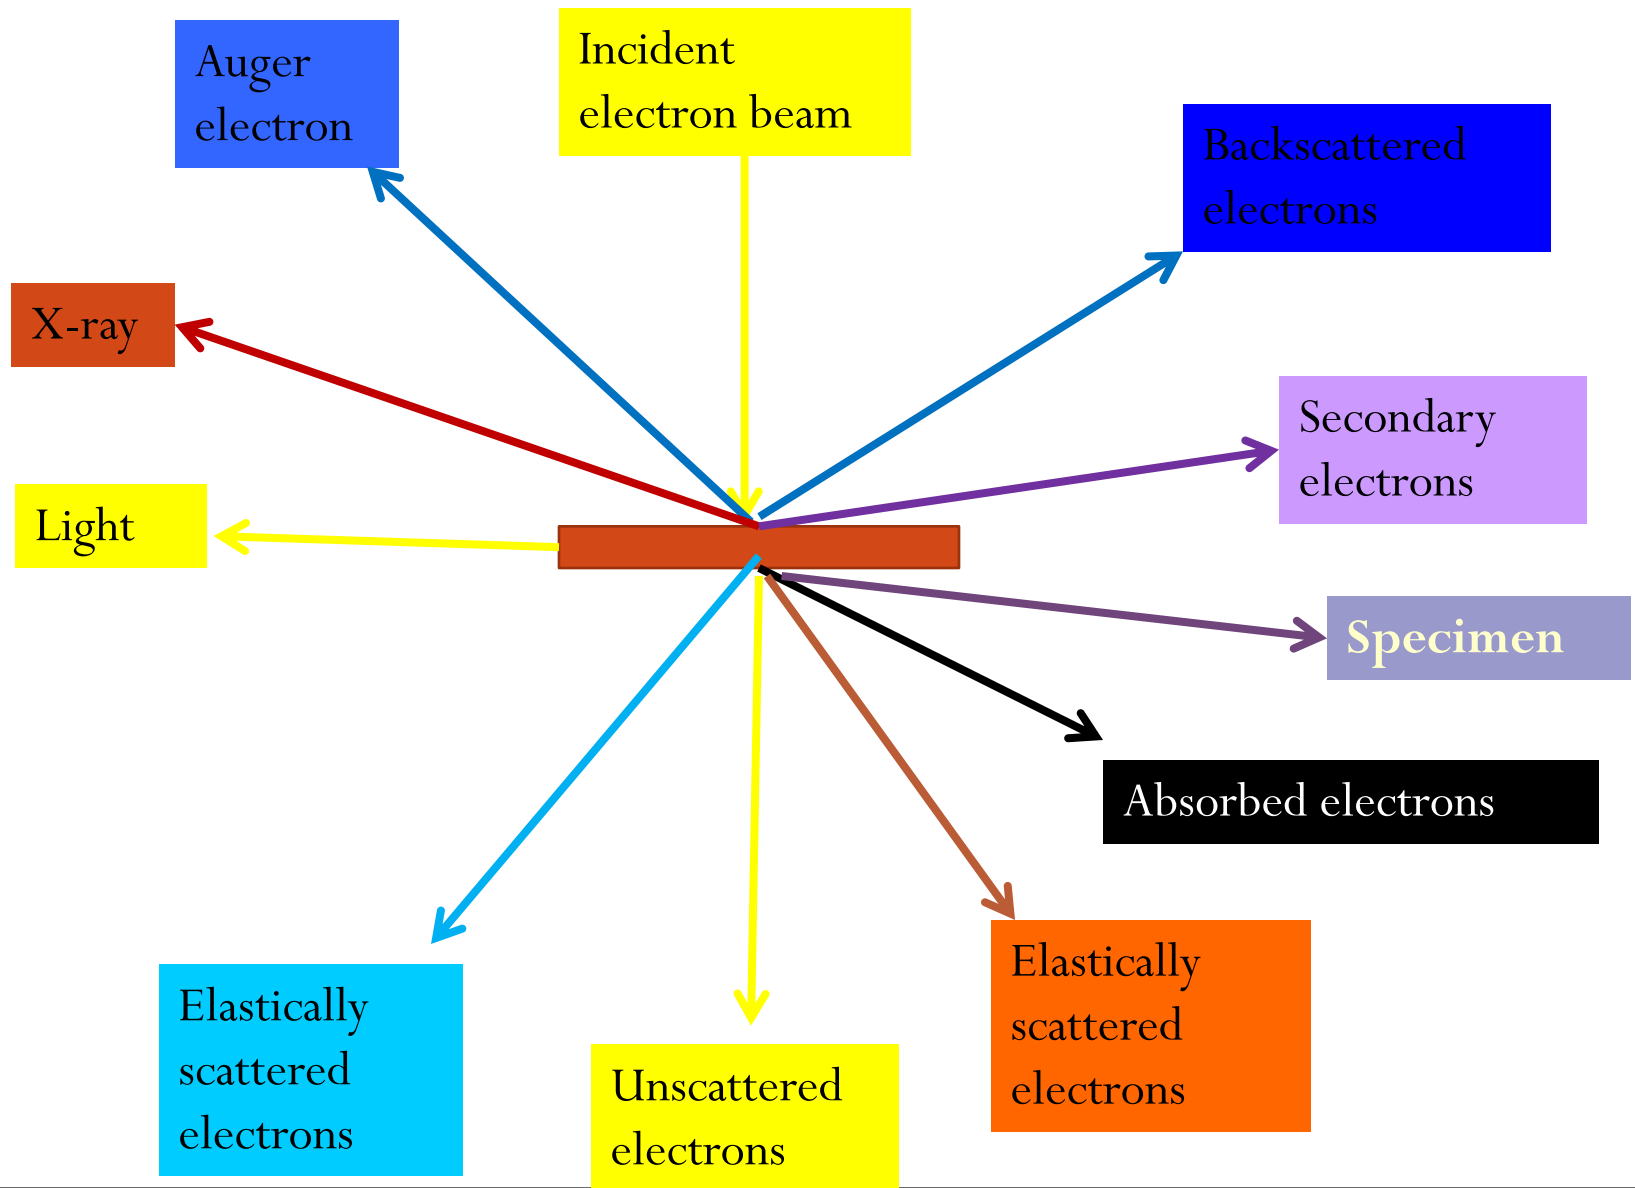 Auger
electron
Incident
electron beam
Backscattered
electrons
X-ray
Secondary
electrons
Light
Specimen
Absorbed electrons
Elastically
scattered
electrons
Elastically
scattered
electrons
Unscattered
electrons